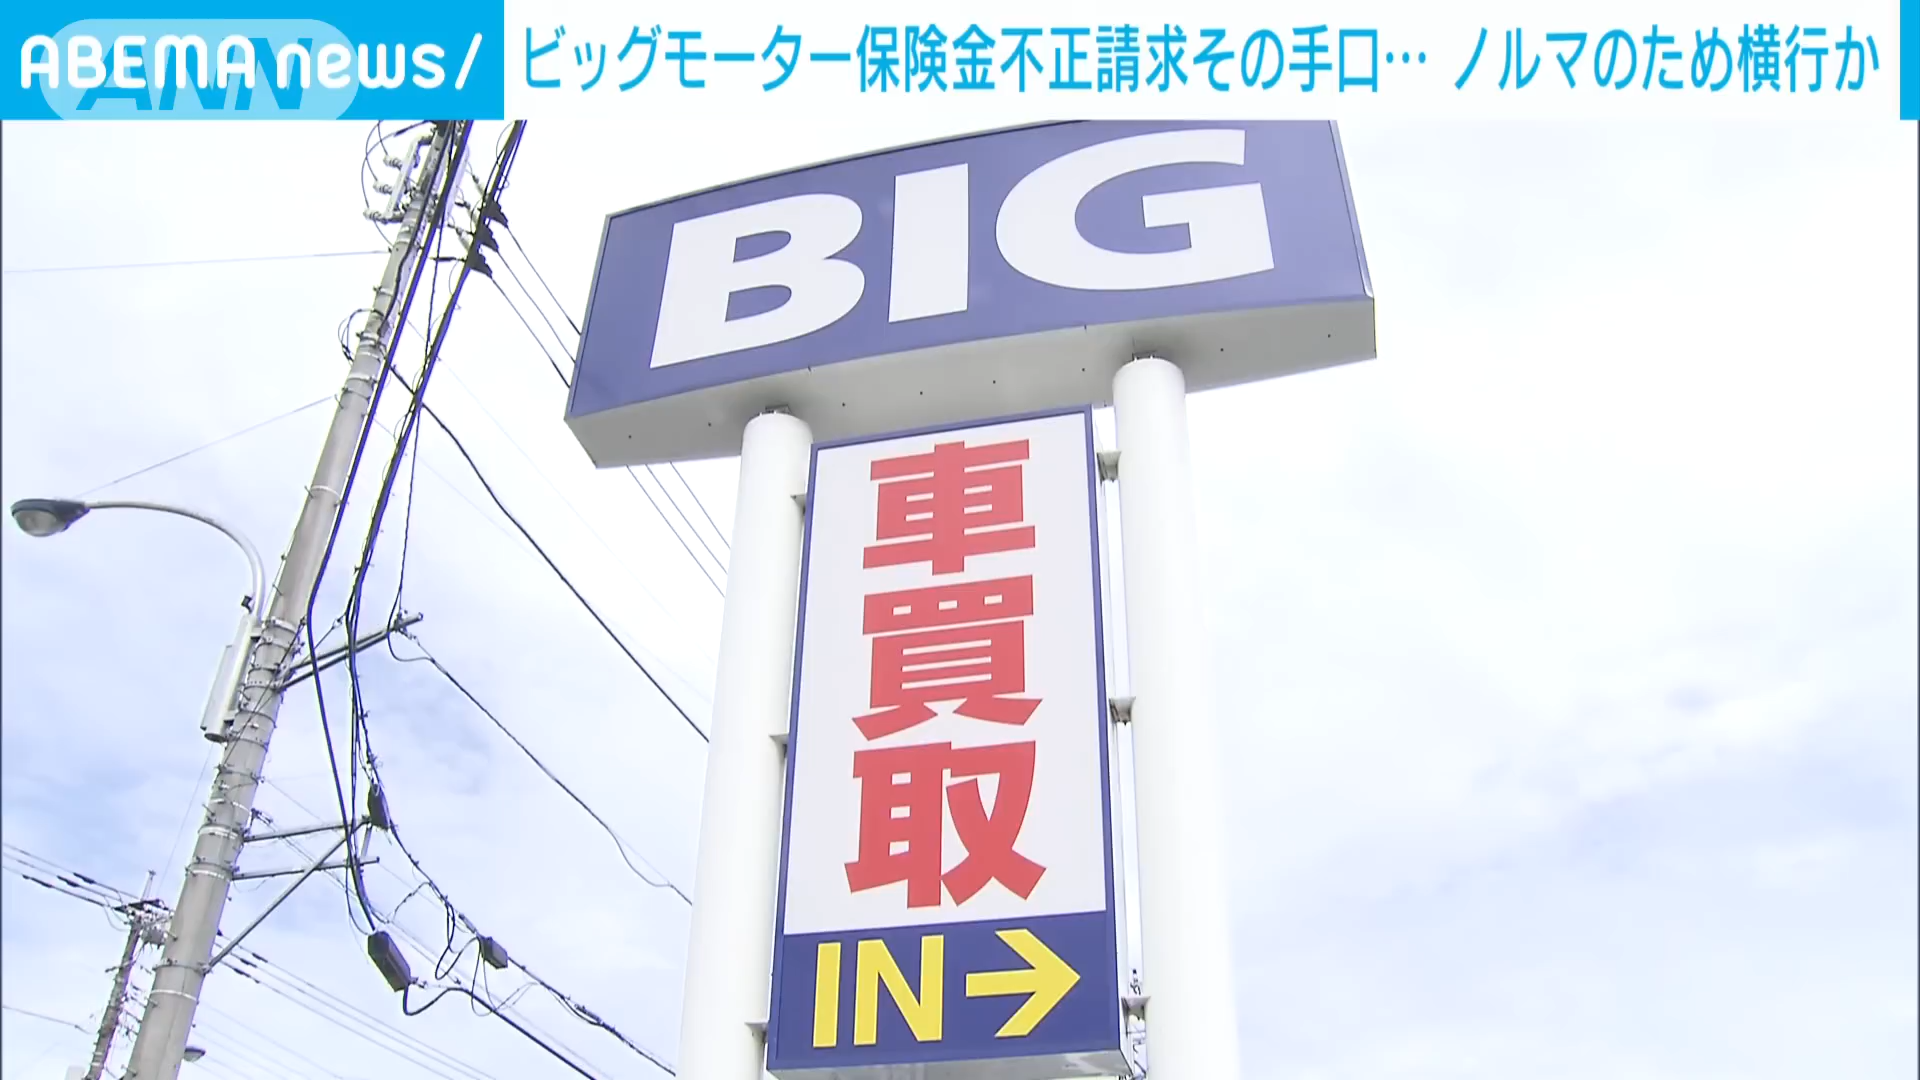 ABEMA news/
ANN
ビッグモーター保険金不正請求その手口… ノルマのため横行か
BIG
車買取
IN→